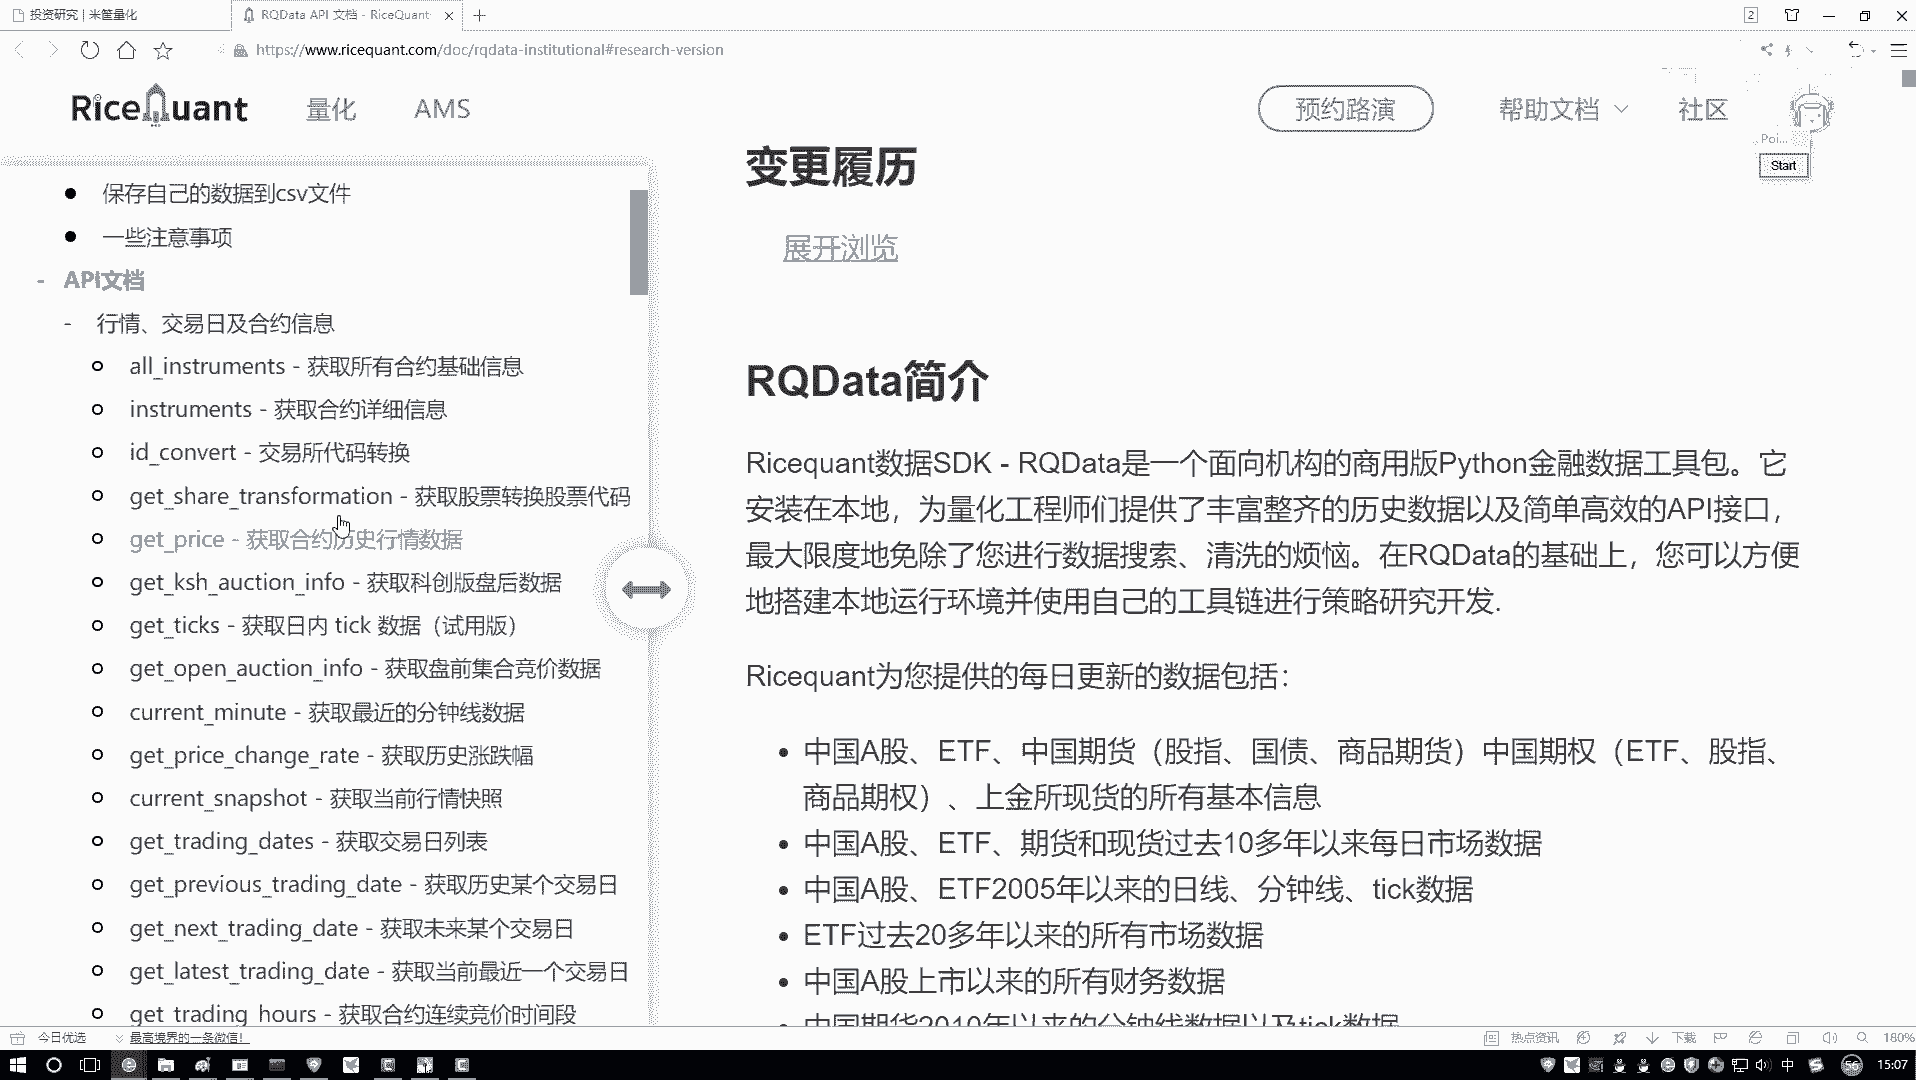 投资研究 | 米筐量化
RQData API 文档 - RiceQuant
2
https://www.ricequant.com/doc/rqdata-institutional#research-version
RiceQuant
量化
AMS
预约路演
帮助文档
社区
Poi...
Start
保存自己的数据到csv文件
一些注意事项
- API文档
- 行情、交易日及合约信息
all_instruments - 获取所有合约基础信息
instruments - 获取合约详细信息
id_convert - 交易所代码转换
get_share_transformation - 获取股票转换股票代码
get_price - 获取合约历史行情数据
get_ksh_auction_info - 获取科创版盘后数据
get_ticks - 获取日内 tick 数据（试用版）
get_open_auction_info - 获取盘前集合竞价数据
current_minute - 获取最近的分钟线数据
get_price_change_rate - 获取历史涨跌幅
current_snapshot - 获取当前行情快照
get_trading_dates - 获取交易日列表
get_previous_trading_date - 获取历史某个交易日
get_next_trading_date - 获取未来某个交易日
get_latest_trading_date - 获取当前最近一个交易日
get_trading_hours - 获取合约连续竞价时间段
变更履历
展开浏览
RQData简介
Ricequant数据SDK - RQData是一个面向机构的商用版Python金融数据工具包。它
安装在本地，为量化工程师们提供了丰富整齐的历史数据以及简单高效的API接口，
最大限度地免除了您进行数据搜索、清洗的烦恼。在RQData的基础上，您可以方便
地搭建本地运行环境并使用自己的工具链进行策略研究开发.
Ricequant为您提供的每日更新的数据包括：
中国A股、ETF、中国期货（股指、国债、商品期货）中国期权（ETF、股指、
商品期权）、上金所现货的所有基本信息
中国A股、ETF、期货和现货过去10多年以来每日市场数据
中国A股、ETF2005年以来的日线、分钟线、tick数据
ETF过去20多年以来的所有市场数据
中国A股上市以来的所有财务数据
中国期货2010年以来的分钟线数据以及tick数据
今日优选
最高境界的一条微信！
热点资讯
下载
180%
中
56
15:07